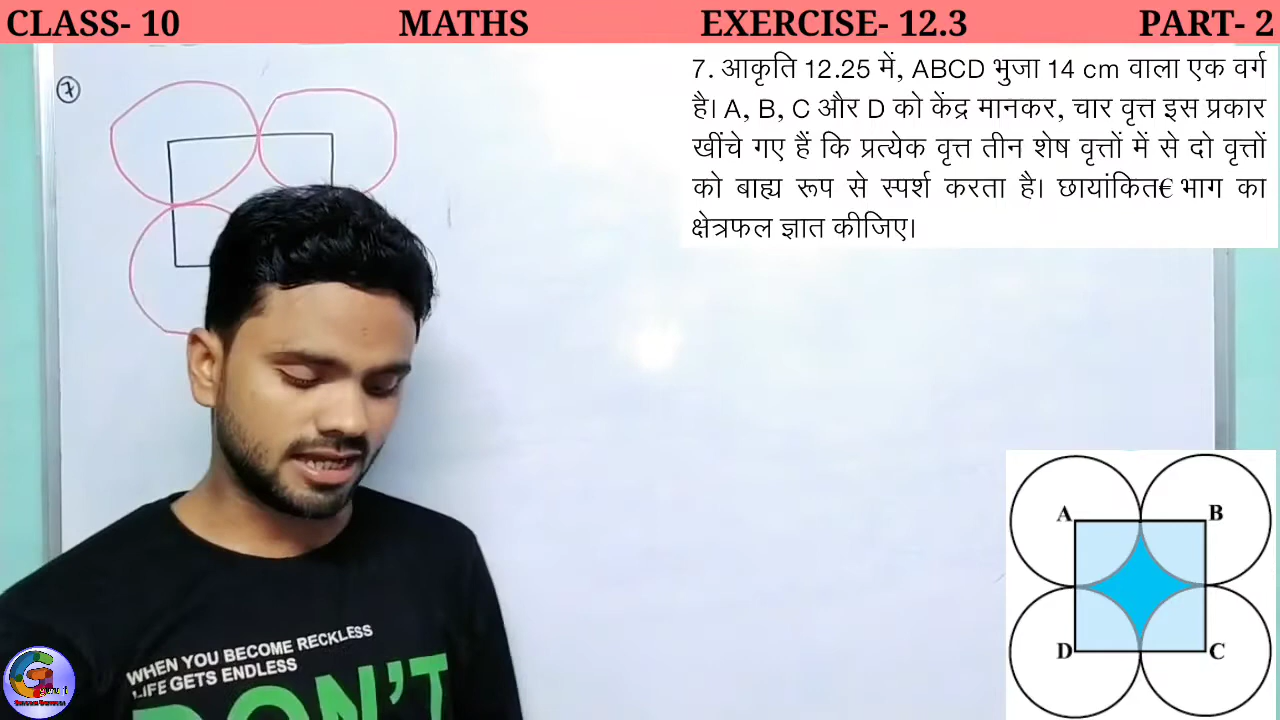 CLASS- 10 MATHS EXERCISE- 12.3 PART- 2
7. आकृति 12.25 में, ABCD भुजा 14 cm वाला एक वर्ग
है। A, B, C और D को केंद्र मानकर, चार वृत्त इस प्रकार
खींचे गए हैं कि प्रत्येक वृत्त तीन शेष वृत्तों में से दो वृत्तों
को बाह्य रूप से स्पर्श करता है। छायांकित€ भाग का
क्षेत्रफल ज्ञात कीजिए।
7
A B
D C
WHEN YOU BECOME RECKLESS
LIFE GETS ENDLESS
DON'T